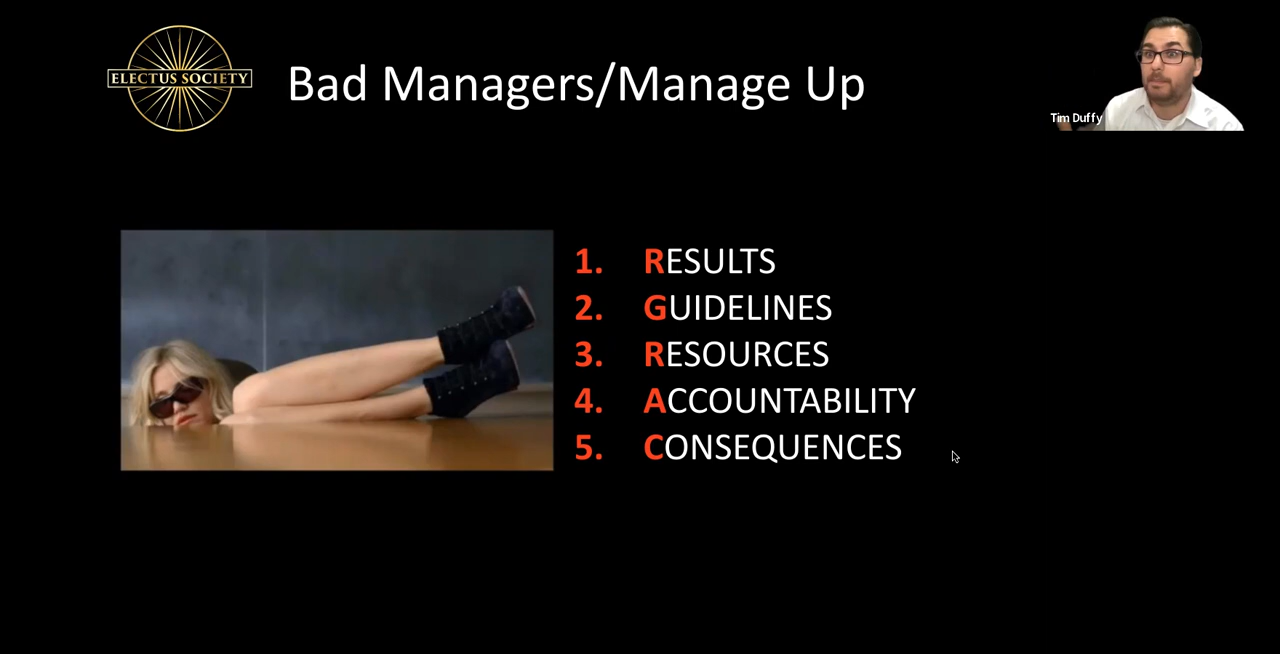 ELECTUS SOCIETY
Bad Managers/Manage Up
Tim Duffy
1. RESULTS
2. GUIDELINES
3. RESOURCES
4. ACCOUNTABILITY
5. CONSEQUENCES